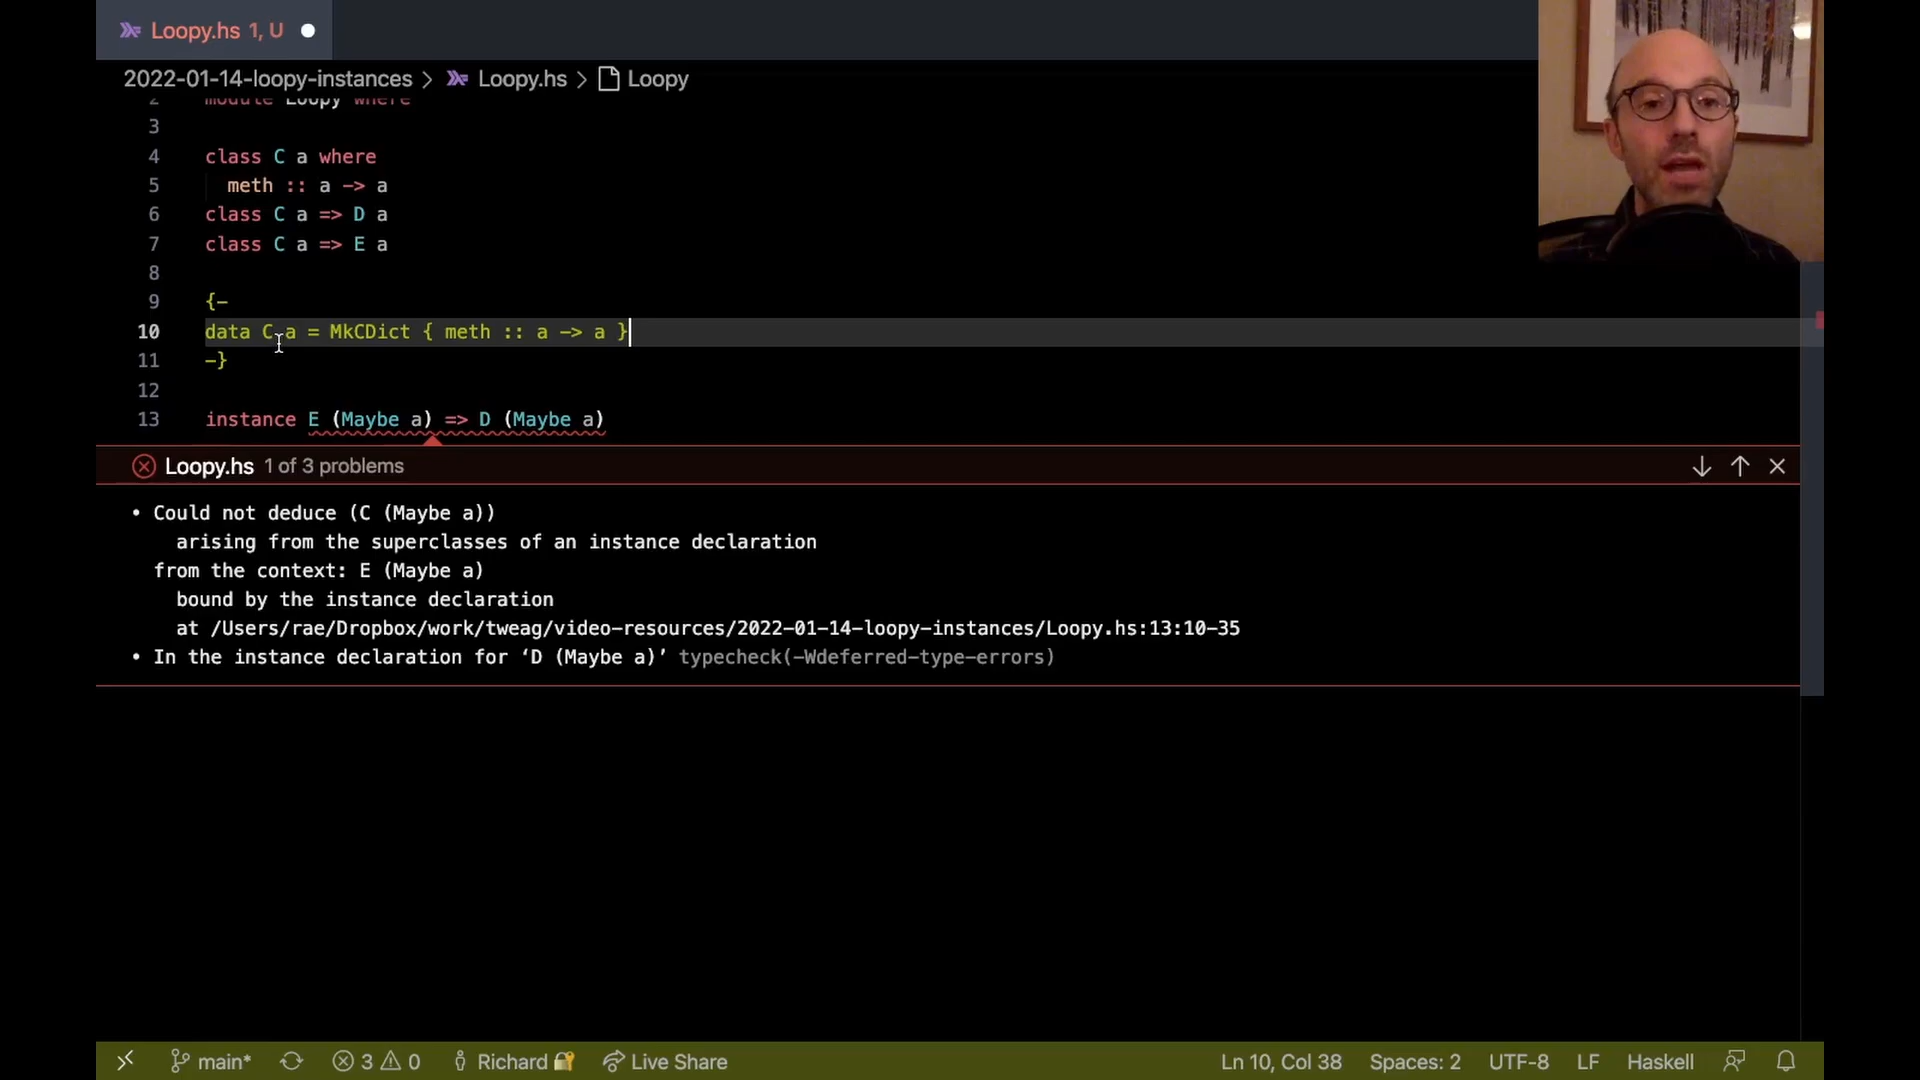 Loopy.hs 1, U
2022-01-14-loopy-instances > Loopy.hs > Loopy
2 module Loopy where
3
4 class C a where
5 meth :: a -> a
6 class C a => D a
7 class C a => E a
8
9 {-
10 data C a = MkCDict { meth :: a -> a }
11 -}
12
13 instance E (Maybe a) => D (Maybe a)
Loopy.hs 1 of 3 problems
• Could not deduce (C (Maybe a))
arising from the superclasses of an instance declaration
from the context: E (Maybe a)
bound by the instance declaration
at /Users/rae/Dropbox/work/tweag/video-resources/2022-01-14-loopy-instances/Loopy.hs:13:10-35
• In the instance declaration for ‘D (Maybe a)’ typecheck(-Wdeferred-type-errors)
main* 3 0 Richard Live Share Ln 10, Col 38 Spaces: 2 UTF-8 LF Haskell